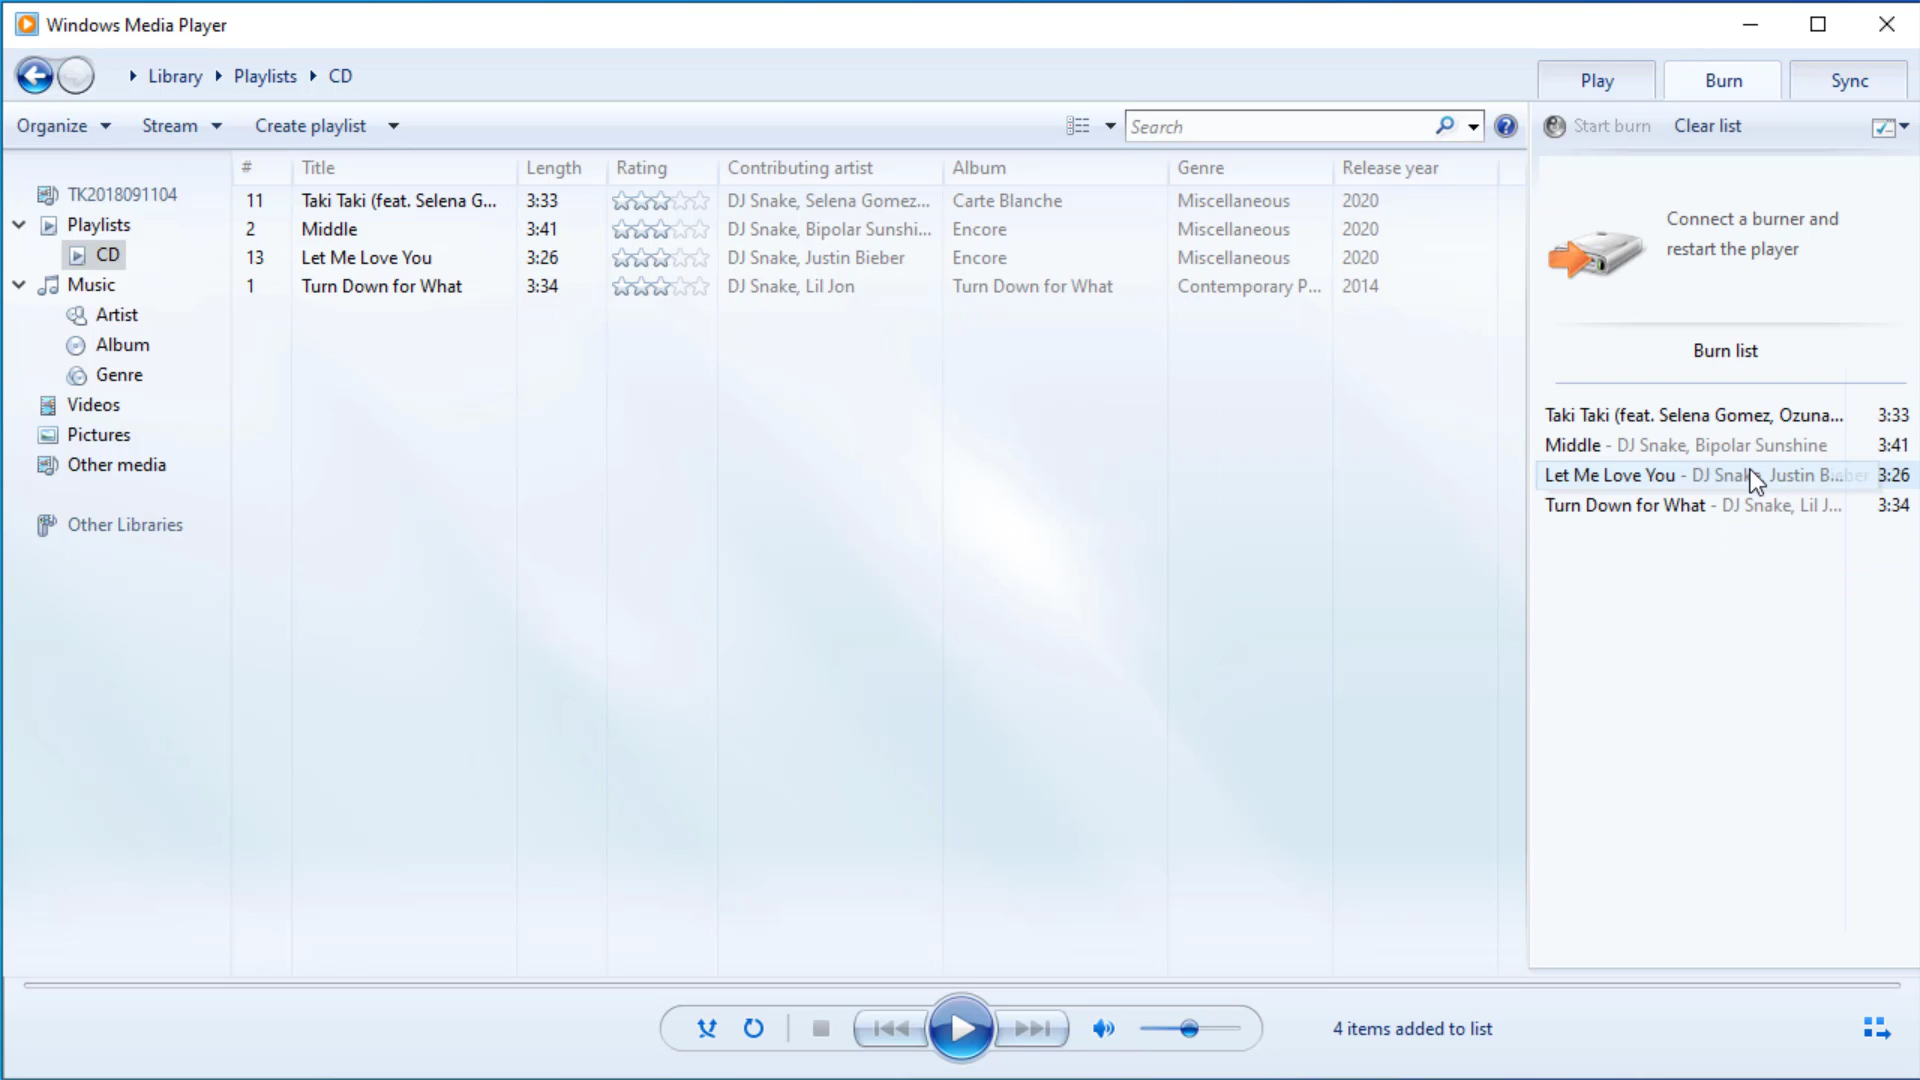 Windows Media Player
Library Playlists CD
Play Burn Sync
Organize Stream Create playlist Search Start burn Clear list
# Title Length Rating Contributing artist Album Genre Release year
11 Taki Taki (feat. Selena G... 3:33 DJ Snake, Selena Gomez... Carte Blanche Miscellaneous 2020
2 Middle 3:41 DJ Snake, Bipolar Sunshi... Encore Miscellaneous 2020
13 Let Me Love You 3:26 DJ Snake, Justin Bieber Encore Miscellaneous 2020
1 Turn Down for What 3:34 DJ Snake, Lil Jon Turn Down for What Contemporary P... 2014
TK2018091104
Playlists
CD
Music
Artist
Album
Genre
Videos
Pictures
Other media
Other Libraries
Connect a burner and
restart the player
Burn list
Taki Taki (feat. Selena Gomez, Ozuna... 3:33
Middle - DJ Snake, Bipolar Sunshine 3:41
Let Me Love You - DJ Snake, Justin Bieber 3:26
Turn Down for What - DJ Snake, Lil J... 3:34
4 items added to list